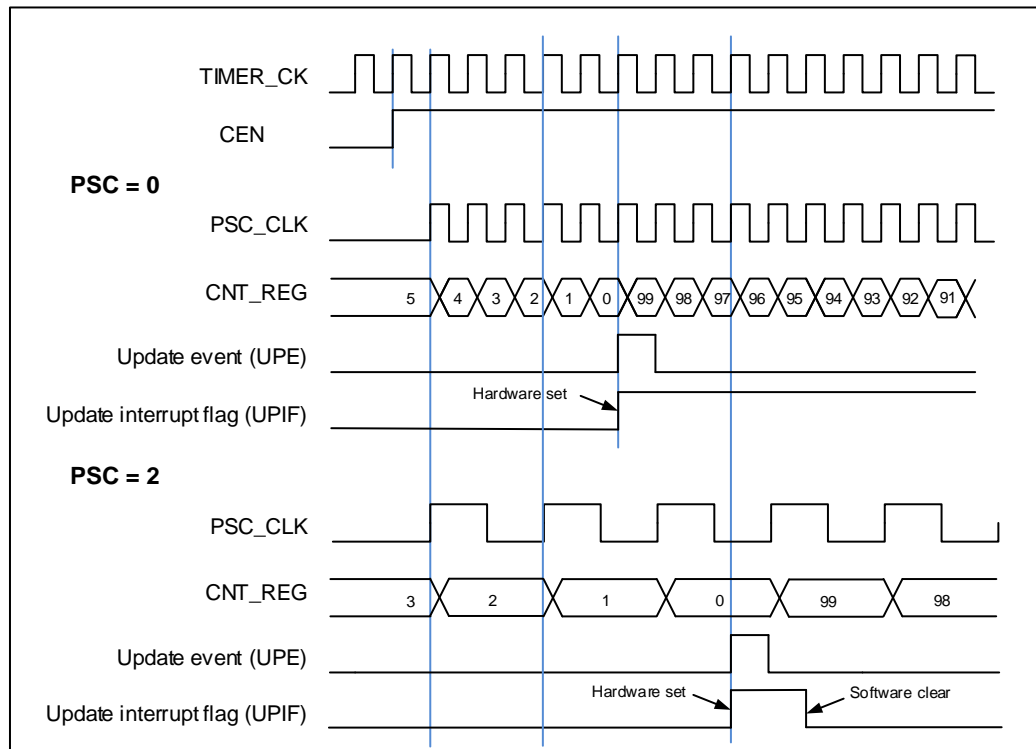 TIMER_CK
CEN
PSC = 0
PSC_CLK
CNT_REG 5 4 3 2 1 0 99 98 97 96 95 94 93 92 91
Update event (UPE)
Hardware set
Update interrupt flag (UPIF)
PSC = 2
PSC_CLK
CNT_REG 3 2 1 0 99 98
Update event (UPE)
Hardware set Software clear
Update interrupt flag (UPIF)